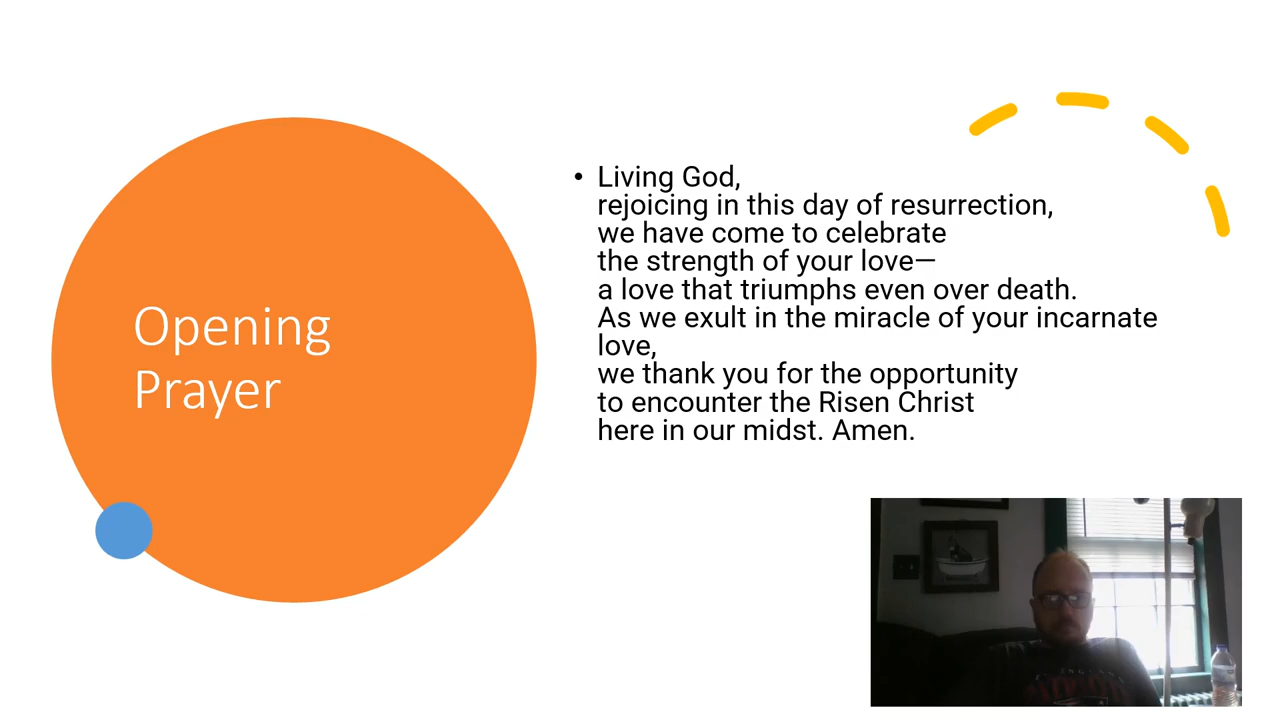 Opening
Prayer
• Living God,
rejoicing in this day of resurrection,
we have come to celebrate
the strength of your love—
a love that triumphs even over death.
As we exult in the miracle of your incarnate
love,
we thank you for the opportunity
to encounter the Risen Christ
here in our midst. Amen.